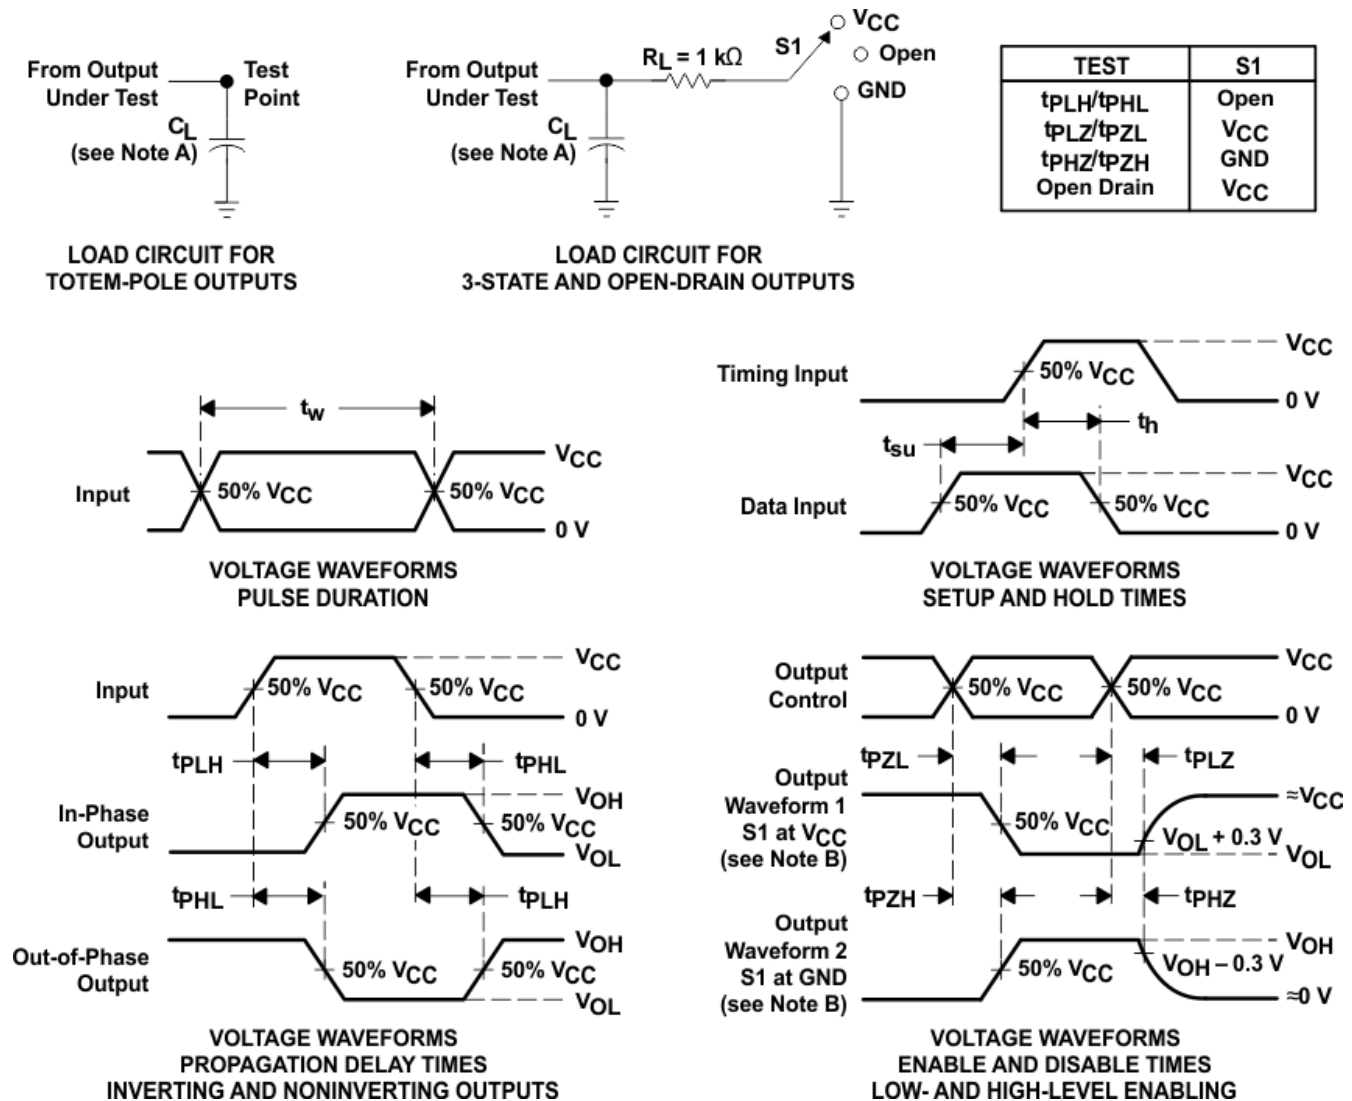 From Output
Under Test
Test
Point
CL
(see Note A)
LOAD CIRCUIT FOR
TOTEM-POLE OUTPUTS
From Output
Under Test
RL = 1 kΩ
S1
VCC
Open
GND
CL
(see Note A)
LOAD CIRCUIT FOR
3-STATE AND OPEN-DRAIN OUTPUTS
TEST S1
tPLH/tPHL Open
tPLZ/tPZL VCC
tPHZ/tPZH GND
Open Drain VCC
tw
Input
50% VCC
50% VCC
VCC
0 V
VOLTAGE WAVEFORMS
PULSE DURATION
Timing Input
50% VCC
VCC
0 V
tsu
th
Data Input
50% VCC
50% VCC
VCC
0 V
VOLTAGE WAVEFORMS
SETUP AND HOLD TIMES
Input
50% VCC
50% VCC
VCC
0 V
tPLH
tPHL
In-Phase
Output
50% VCC
50% VCC
VOH
VOL
tPHL
tPLH
Out-of-Phase
Output
50% VCC
50% VCC
VOH
VOL
VOLTAGE WAVEFORMS
PROPAGATION DELAY TIMES
INVERTING AND NONINVERTING OUTPUTS
Output
Control
50% VCC
50% VCC
VCC
0 V
tPZL
tPLZ
Output
Waveform 1
S1 at VCC
(see Note B)
50% VCC
VOL + 0.3 V
≈VCC
VOL
tPZH
tPHZ
Output
Waveform 2
S1 at GND
(see Note B)
50% VCC
VOH − 0.3 V
VOH
≈0 V
VOLTAGE WAVEFORMS
ENABLE AND DISABLE TIMES
LOW- AND HIGH-LEVEL ENABLING